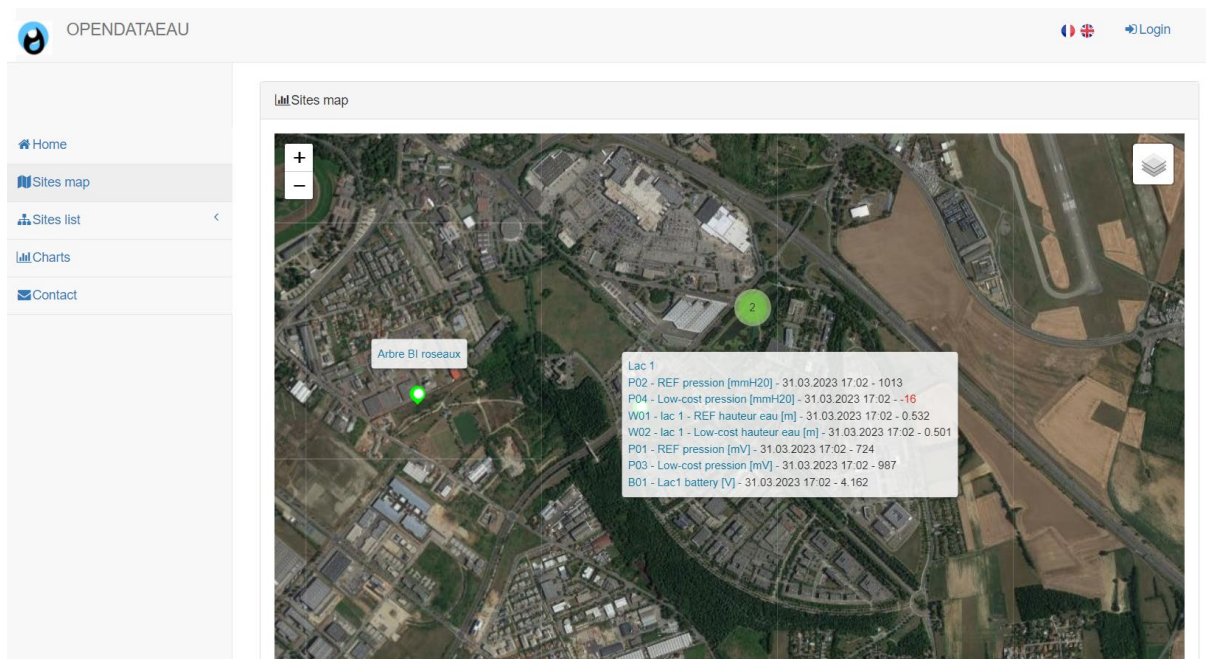 OPENDATAEAU
Login
Sites map
Home
Sites map
Sites list
Charts
Contact
+
−
2
Arbre BI roseaux
Lac 1
P02 - REF pression [mmH20] - 31.03.2023 17:02 - 1013
P04 - Low-cost pression [mmH20] - 31.03.2023 17:02 - -16
W01 - lac 1 - REF hauteur eau [m] - 31.03.2023 17:02 - 0.532
W02 - lac 1 - Low-cost hauteur eau [m] - 31.03.2023 17:02 - 0.501
P01 - REF pression [mV] - 31.03.2023 17:02 - 724
P03 - Low-cost pression [mV] - 31.03.2023 17:02 - 987
B01 - Lac1 battery [V] - 31.03.2023 17:02 - 4.162